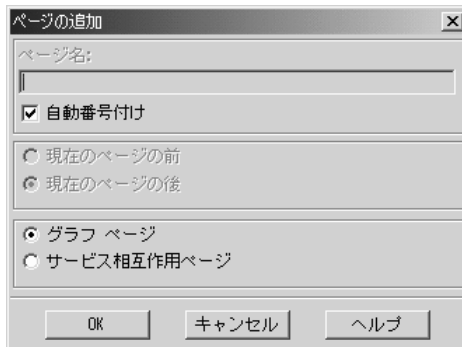 ページの追加
ページ名:
自動番号付け
現在のページの前
現在のページの後
グラフ ページ
サービス相互作用ページ
OK キャンセル ヘルプ